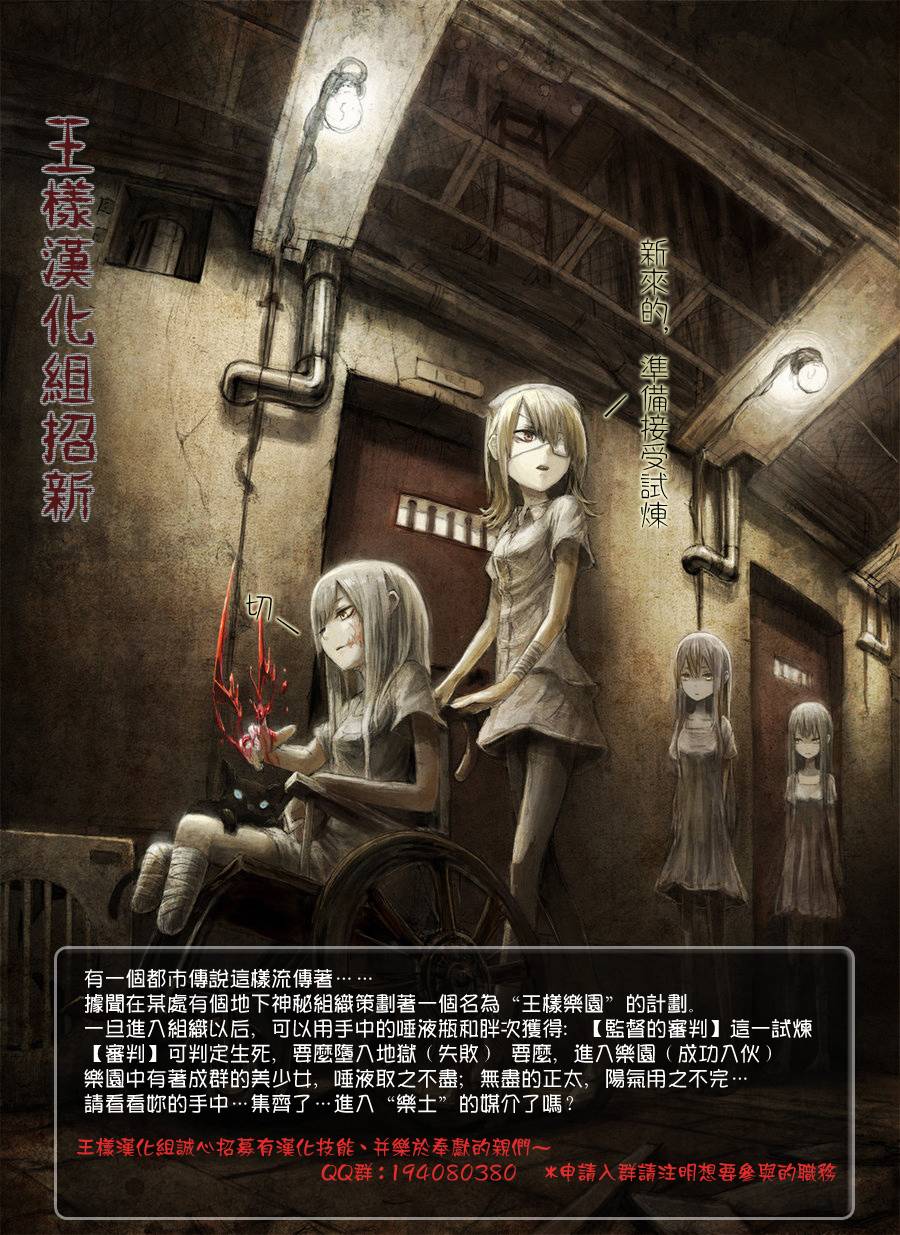 王樣漢化組招新
新來的，準備接受試煉
切
有一個都市傳說這樣流傳著……
據聞在某處有個地下神秘組織策劃著一個名為“王樣樂園”的計劃。
一旦進入組織以后，可以用手中的唾液瓶和胖次獲得：【監督的審判】這一試煉
【審判】可判定生死，要麼墮入地獄（失敗） 要麼，進入樂園（成功入伙）
樂園中有著成群的美少女，唾液取之不盡；無盡的正太，陽氣用之不完…
請看看妳的手中…集齊了…進入“樂土”的媒介了嗎？
王樣漢化組誠心招募有漢化技能、并樂於奉獻的親們～
QQ群：194080380 *申請入群請注明想要參與的職務